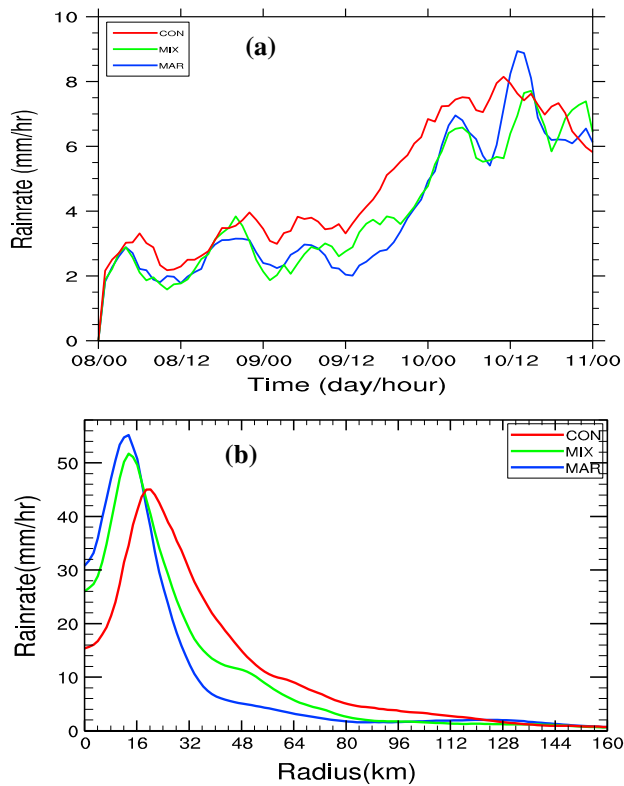 10
8
6
4
2
0
Rainrate (mm/hr)
(a)
CON
MIX
MAR
08/00 08/12 09/00 09/12 10/00 10/12 11/00
Time (day/hour)
50
40
30
20
10
0
Rainrate(mm/hr)
(b)
CON
MIX
MAR
0 16 32 48 64 80 96 112 128 144 160
Radius(km)